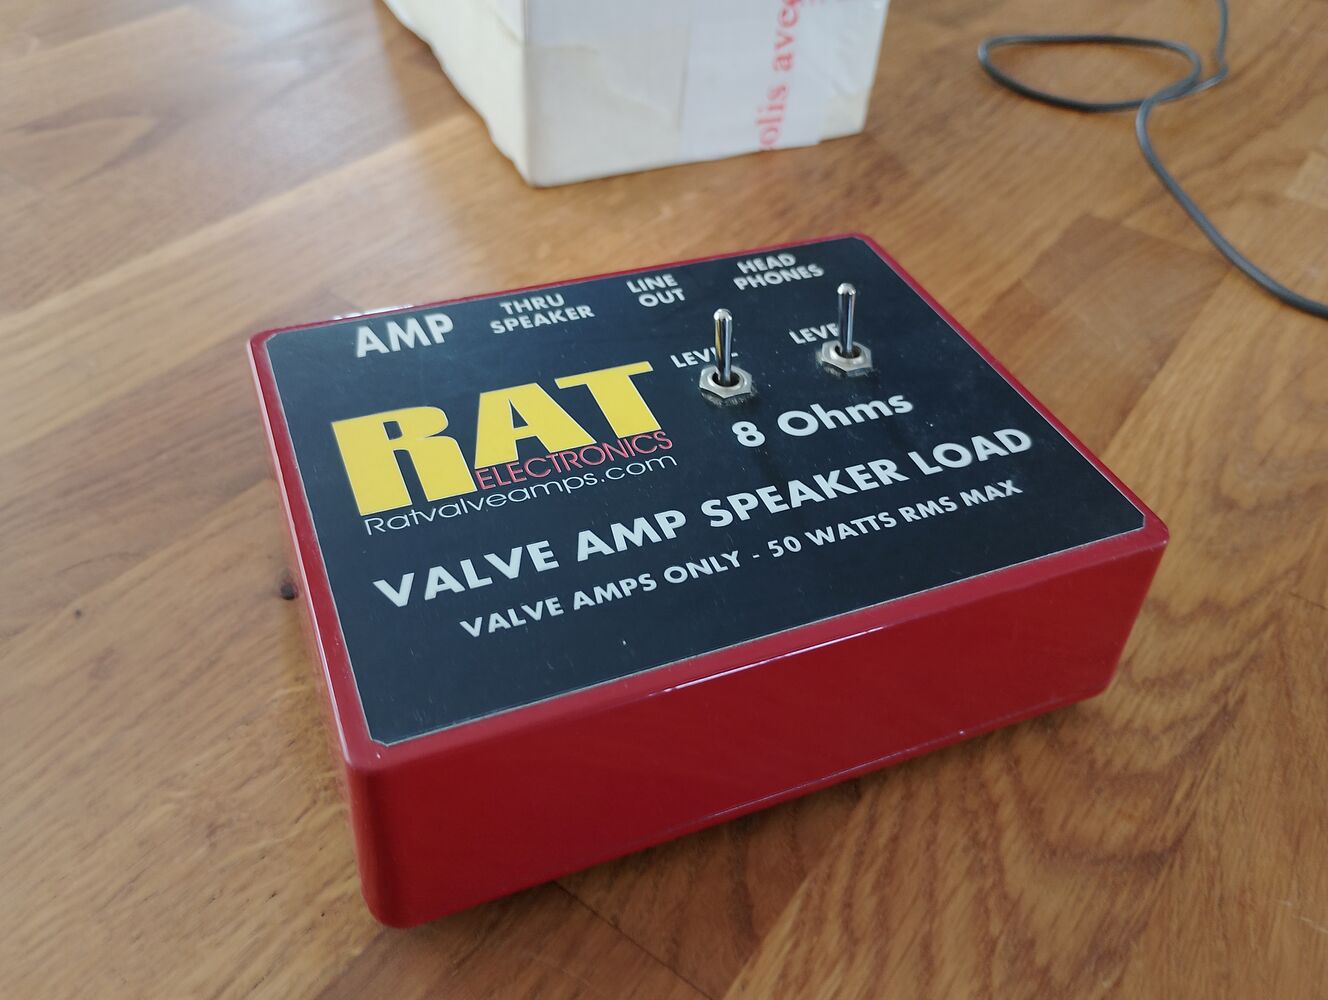 AMP
THRU
SPEAKER
LINE
OUT
HEAD
PHONES
LEVEL
RAT
ELECTRONICS
Ratvalveamps.com
8 Ohms
VALVE AMP SPEAKER LOAD
VALVE AMPS ONLY - 50 WATTS RMS MAX